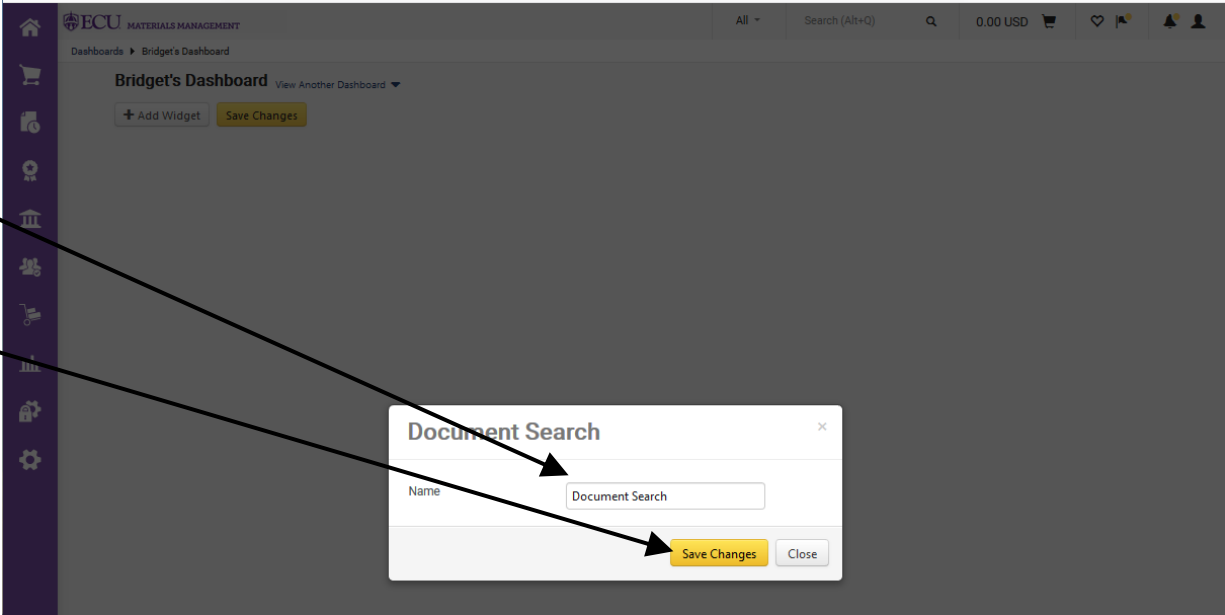 ECU MATERIALS MANAGEMENT All Search (Alt+Q) 0.00 USD
Dashboards Bridget's Dashboard
Bridget's Dashboard View Another Dashboard
+ Add Widget Save Changes
Document Search ×
Name Document Search
Save Changes Close